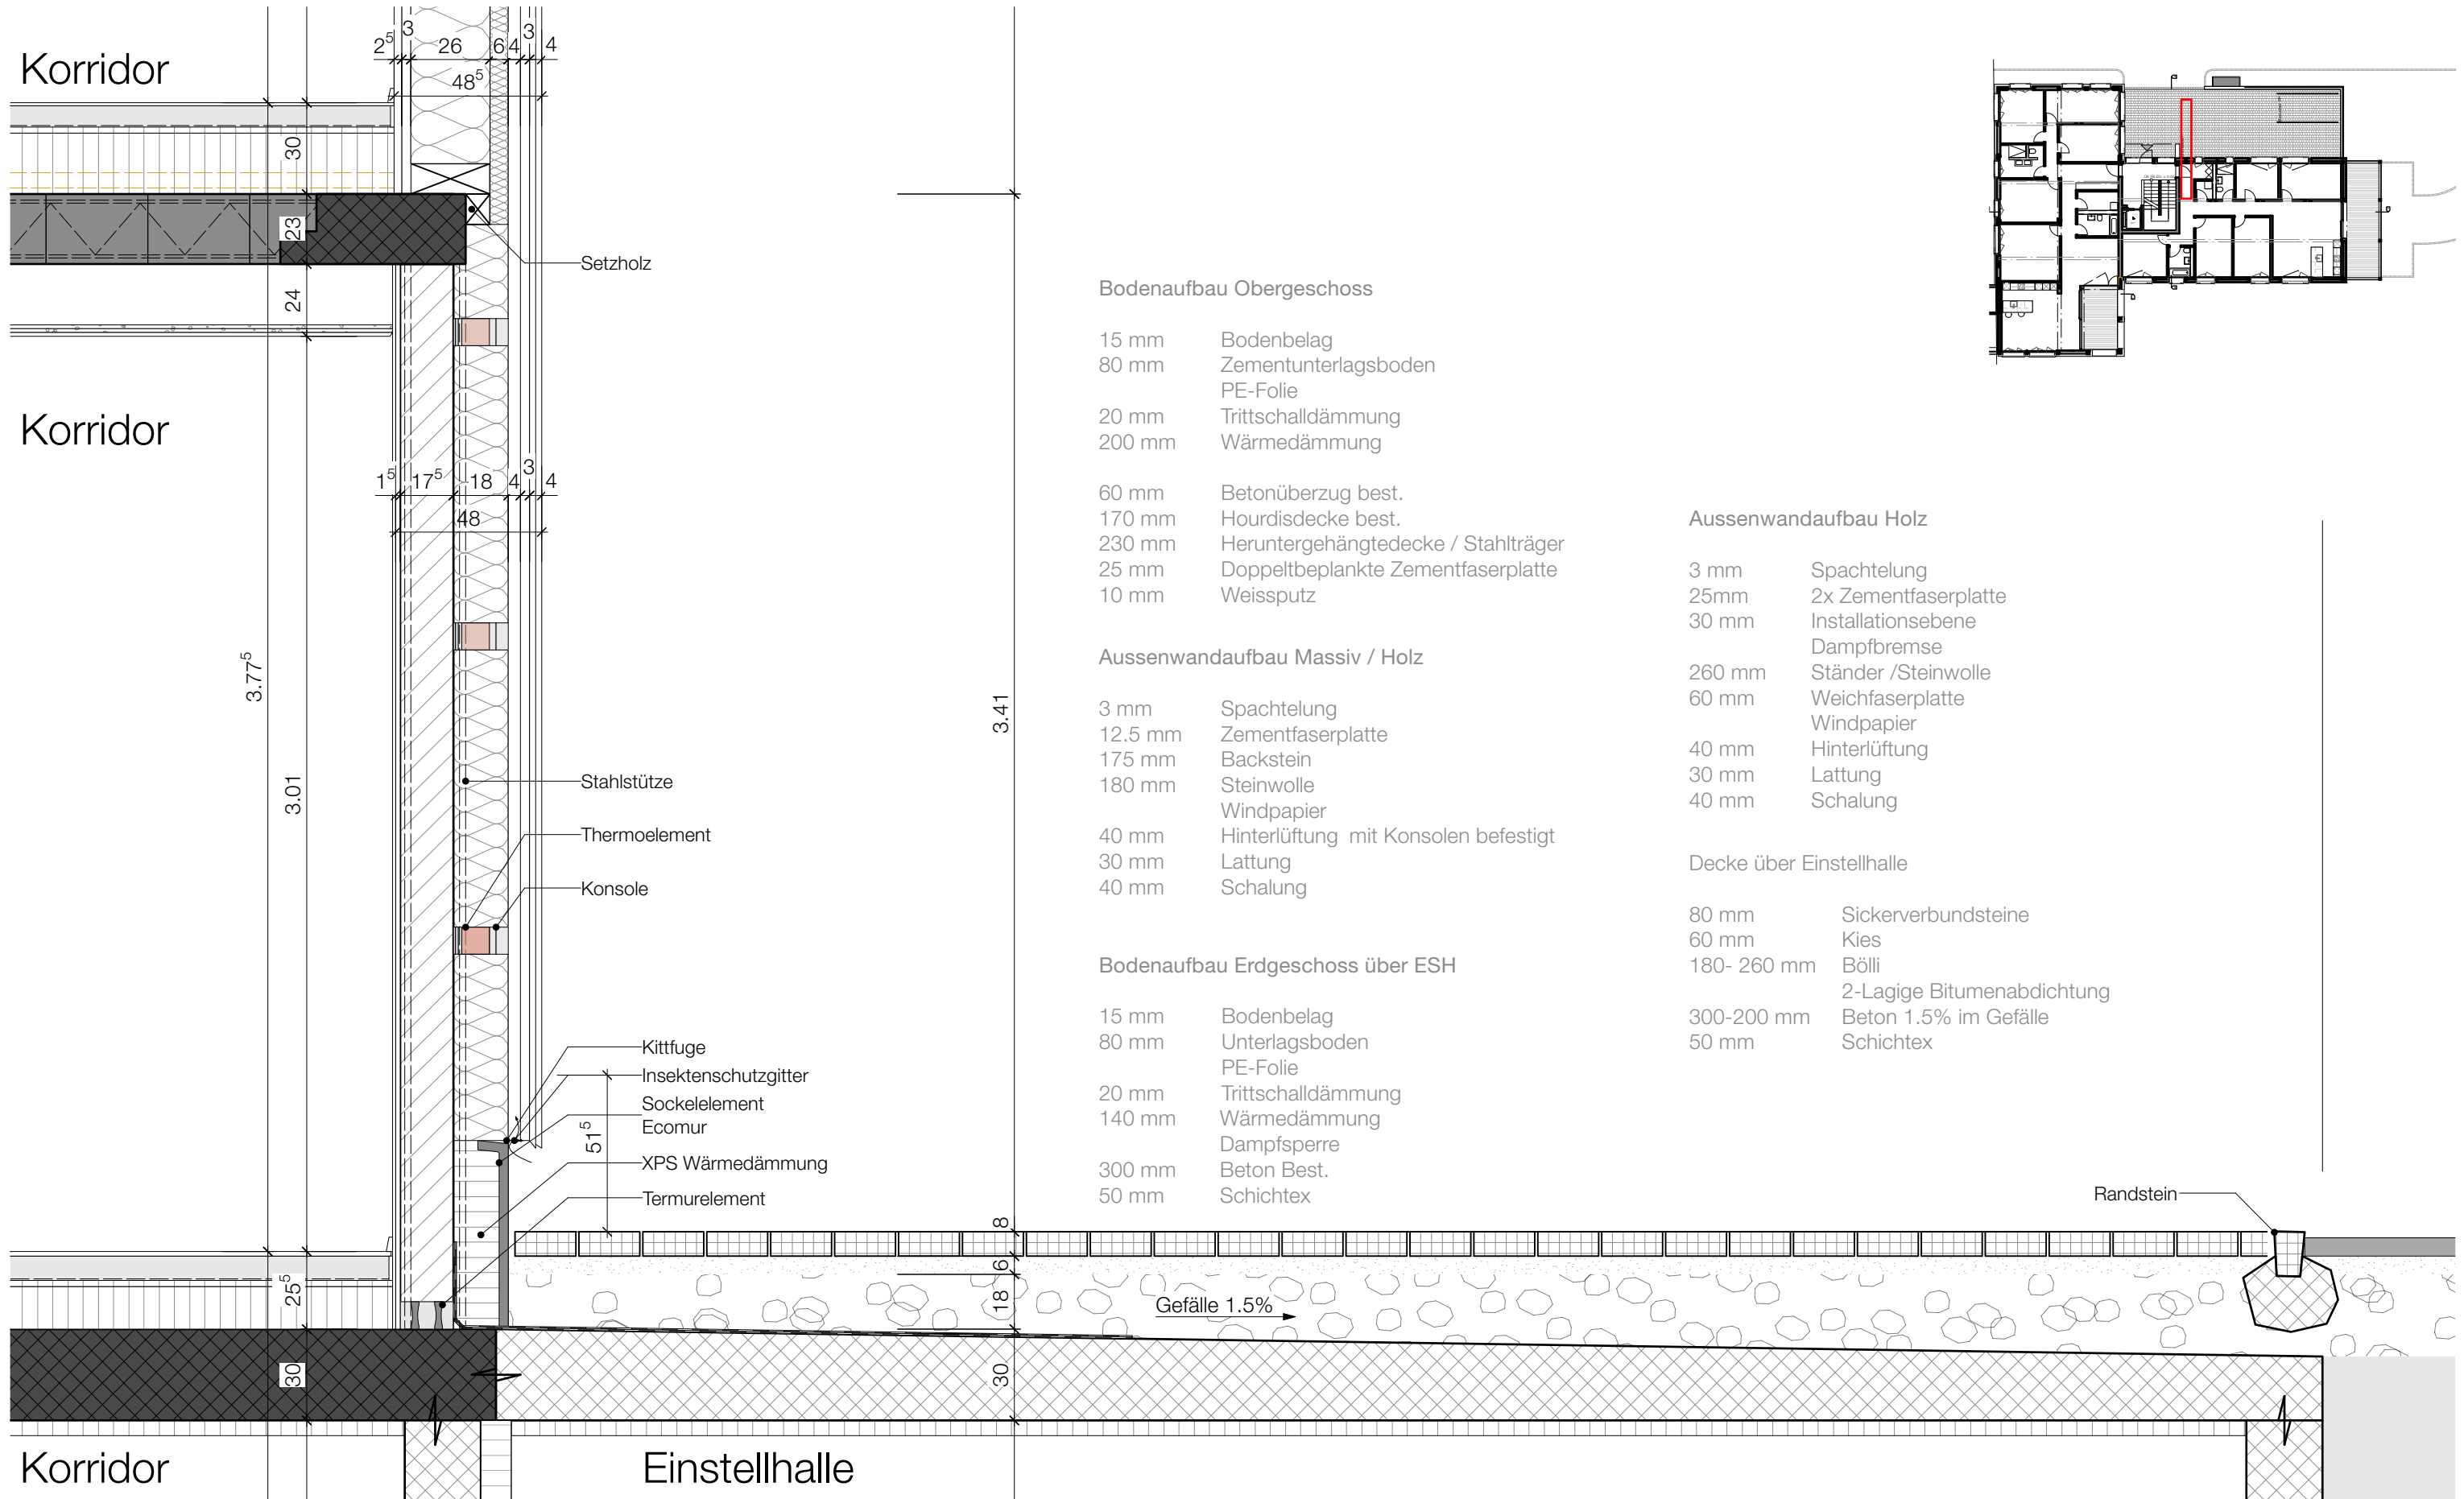 Korridor
2⁵ 3 26 6 4 3 4
48⁵
30
23
24
Setzholz
Korridor
1⁵ 17⁵ 18 4 3 4
48
3.77⁵
3.01
3.41
Stahlstütze
Thermoelement
Konsole
Kittfuge
Insektenschutzgitter
Sockelelement
Ecomur
51⁵
XPS Wärmedämmung
Termurelement
Bodenaufbau Obergeschoss
15 mm Bodenbelag
80 mm Zementunterlagsboden
PE-Folie
20 mm Trittschalldämmung
200 mm Wärmedämmung
60 mm Betonüberzug best.
170 mm Hourdisdecke best.
230 mm Heruntergehängtedecke / Stahlträger
25 mm Doppeltbeplankte Zementfaserplatte
10 mm Weissputz
Aussenwandaufbau Massiv / Holz
3 mm Spachtelung
12.5 mm Zementfaserplatte
175 mm Backstein
180 mm Steinwolle
Windpapier
40 mm Hinterlüftung mit Konsolen befestigt
30 mm Lattung
40 mm Schalung
Bodenaufbau Erdgeschoss über ESH
15 mm Bodenbelag
80 mm Unterlagsboden
PE-Folie
20 mm Trittschalldämmung
140 mm Wärmedämmung
Dampfsperre
300 mm Beton Best.
50 mm Schichtex
Aussenwandaufbau Holz
3 mm Spachtelung
25mm 2x Zementfaserplatte
30 mm Installationsebene
Dampfbremse
260 mm Ständer /Steinwolle
60 mm Weichfaserplatte
Windpapier
40 mm Hinterlüftung
30 mm Lattung
40 mm Schalung
Decke über Einstellhalle
80 mm Sickerverbundsteine
60 mm Kies
180- 260 mm Bölli
2-Lagige Bitumenabdichtung
300-200 mm Beton 1.5% im Gefälle
50 mm Schichtex
Randstein
8
6
18
30
25⁵
30
Gefälle 1.5%
Korridor
Einstellhalle